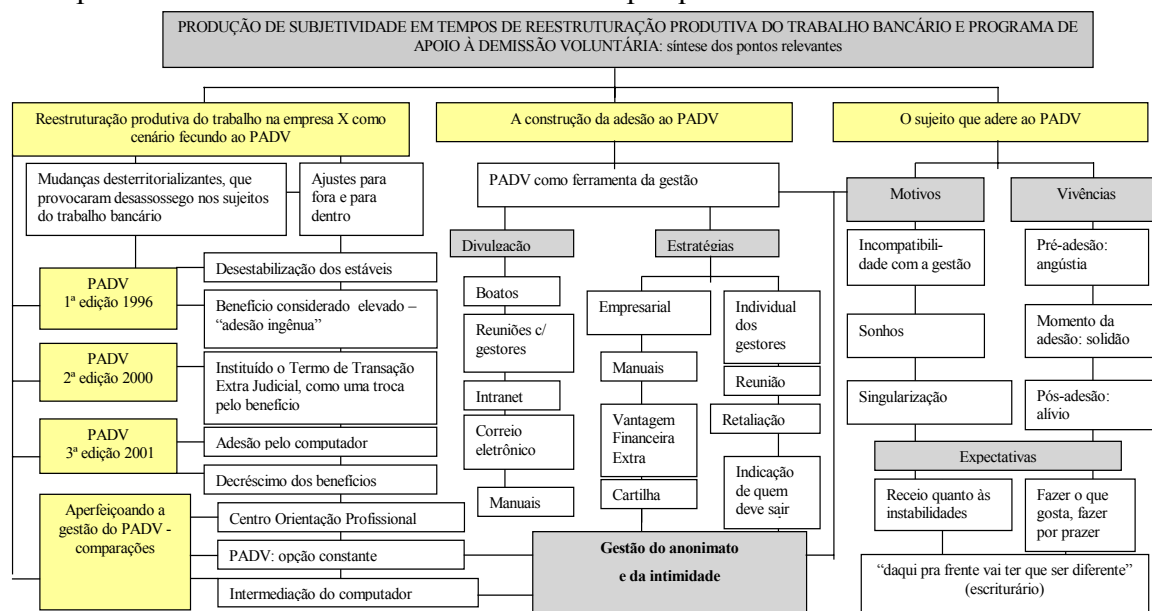 PRODUÇÃO DE SUBJETIVIDADE EM TEMPOS DE REESTRUTURAÇÃO PRODUTIVA DO TRABALHO BANCÁRIO E PROGRAMA DE
APOIO À DEMISSÃO VOLUNTÁRIA: síntese dos pontos relevantes
Reestruturação produtiva do trabalho na empresa X como
cenário fecundo ao PADV
Mudanças desterritorializantes, que
provocaram desassossego nos sujeitos
do trabalho bancário
Ajustes para
fora e para
dentro
PADV
1ª edição 1996
Desestabilização dos estáveis
Benefício considerado elevado –
“adesão ingênua”
PADV
2ª edição 2000
Instituído o Termo de Transação
Extra Judicial, como uma troca
pelo benefício
PADV
3ª edição 2001
Adesão pelo computador
Decréscimo dos benefícios
Aperfeiçoando a
gestão do PADV -
comparações
Centro Orientação Profissional
PADV: opção constante
Intermediação do computador
A construção da adesão ao PADV
PADV como ferramenta da gestão
Divulgação
Boatos
Reuniões c/
gestores
Intranet
Correio
eletrônico
Manuais
Estratégias
Empresarial
Manuais
Vantagem
Financeira
Extra
Cartilha
Individual
dos
gestores
Reunião
Retaliação
Indicação
de quem
deve sair
Gestão do anonimato
e da intimidade
O sujeito que adere ao PADV
Motivos
Incompatibili-
dade com a gestão
Sonhos
Singularização
Vivências
Pré-adesão:
angústia
Momento da
adesão: solidão
Pós-adesão:
alívio
Expectativas
Receio quanto às
instabilidades
Fazer o que
gosta, fazer
por prazer
“daqui pra frente vai ter que ser diferente”
(escriturário)